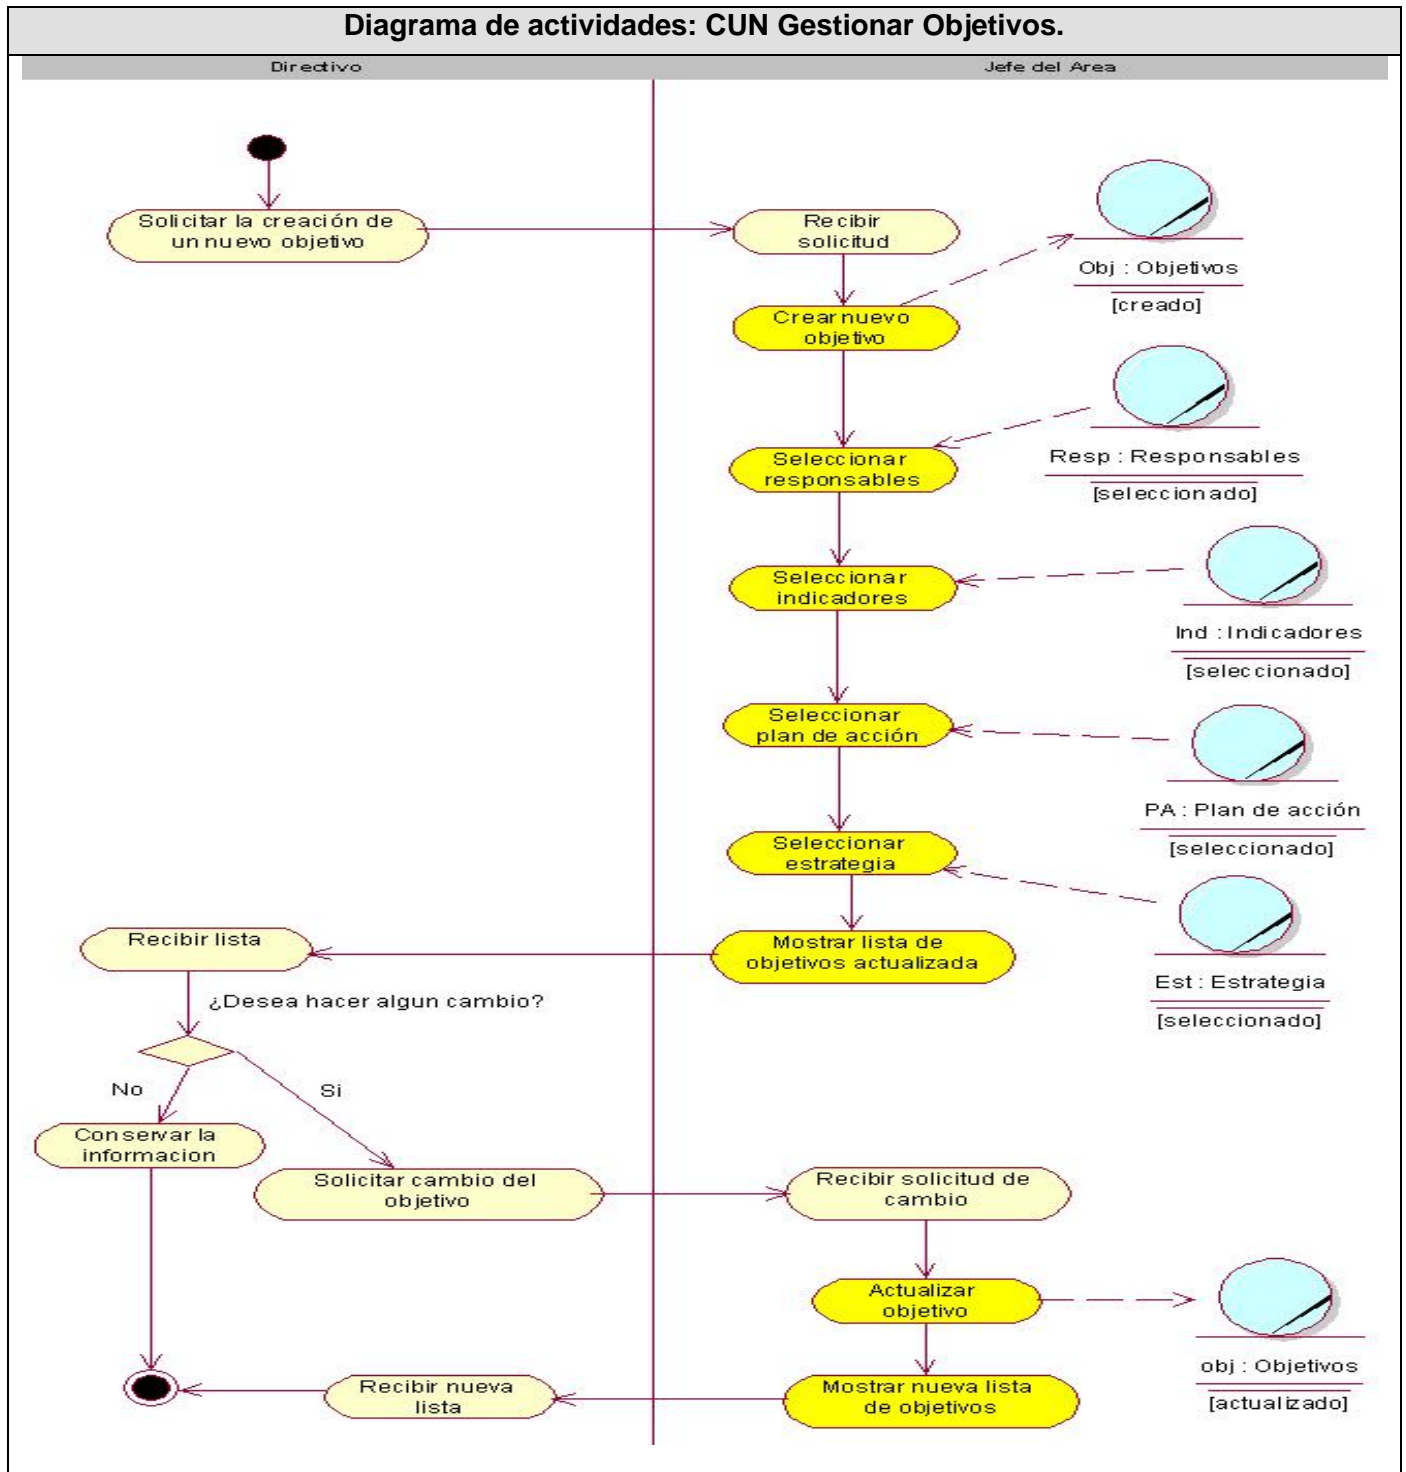 Diagrama de actividades: CUN Gestionar Objetivos.
Directivo
Jefe del Area
Solicitar la creación de
un nuevo objetivo
Recibir
solicitud
Obj : Objetivos
[creado]
Crear nuevo
objetivo
Resp : Responsables
[seleccionado]
Seleccionar
responsables
Seleccionar
indicadores
Ind : Indicadores
[seleccionado]
Seleccionar
plan de acción
PA : Plan de acción
[seleccionado]
Seleccionar
estrategia
Est : Estrategia
[seleccionado]
Mostrar lista de
objetivos actualizada
Recibir lista
¿Desea hacer algun cambio?
No
Si
Conservar la
informacion
Solicitar cambio del
objetivo
Recibir solicitud de
cambio
Actualizar
objetivo
obj : Objetivos
[actualizado]
Mostrar nueva lista
de objetivos
Recibir nueva
lista